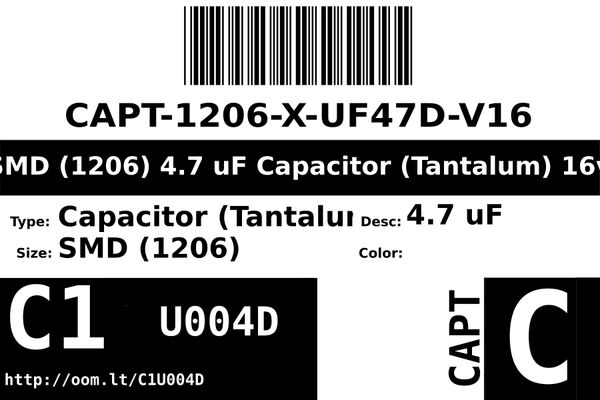 CAPT-1206-X-UF47D-V16
SMD (1206) 4.7 uF Capacitor (Tantalum) 16v
Type: Capacitor (Tantalum Desc: 4.7 uF
Size: SMD (1206) Color:
C1 U004D CAPT C
http://oom.lt/C1U004D